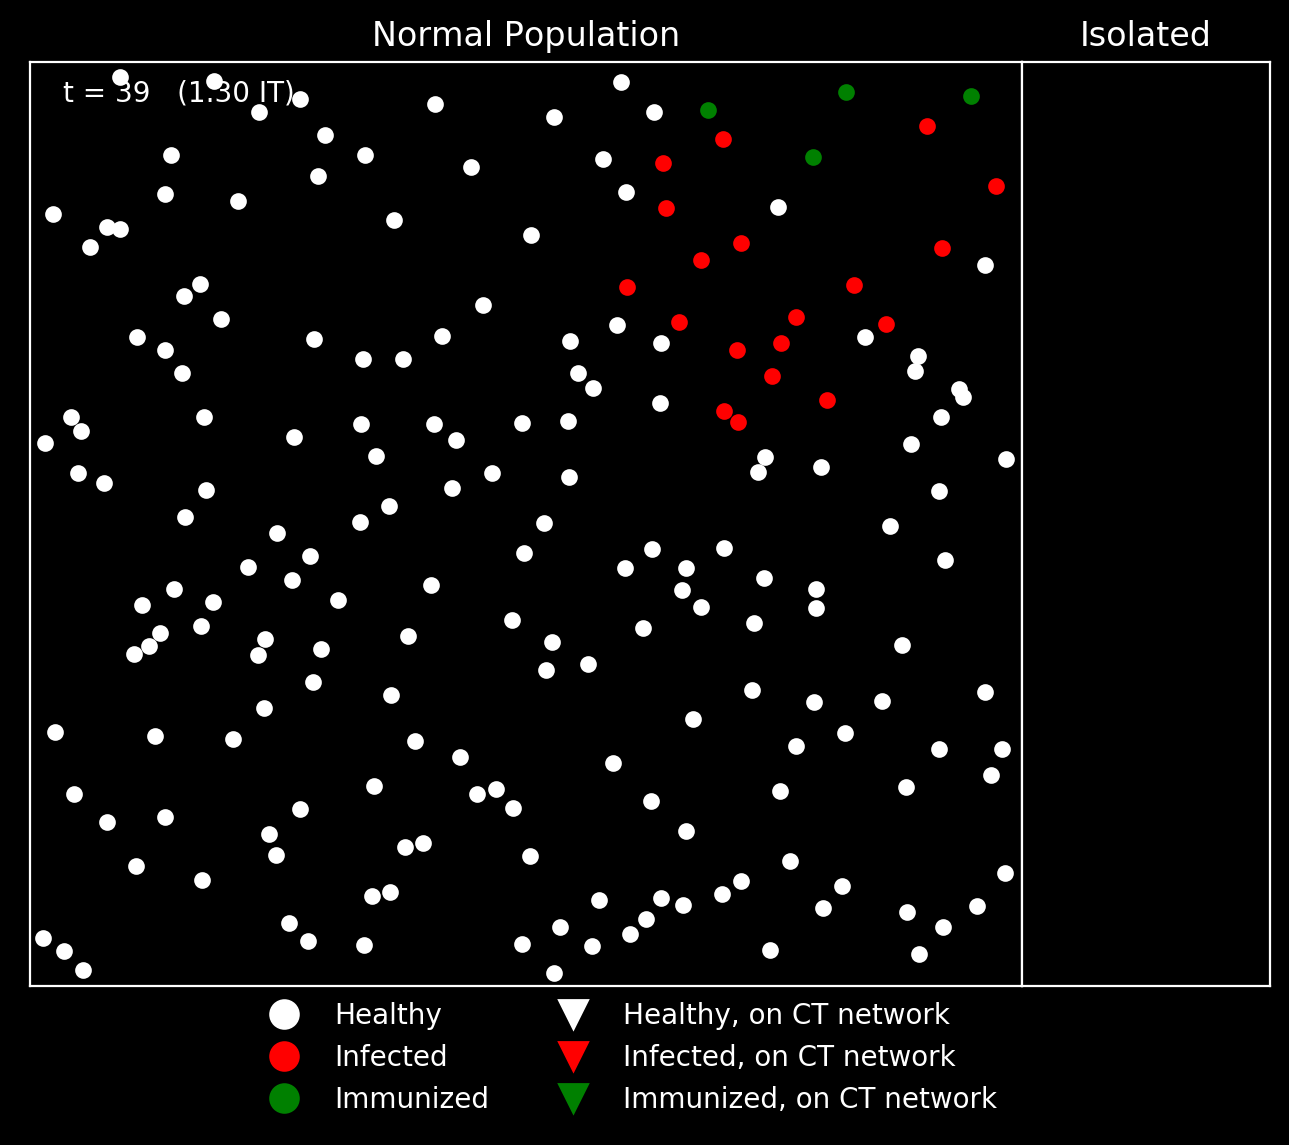 Normal Population
Isolated
t = 39 (1.30 IT)
Healthy
Infected
Immunized
Healthy, on CT network
Infected, on CT network
Immunized, on CT network